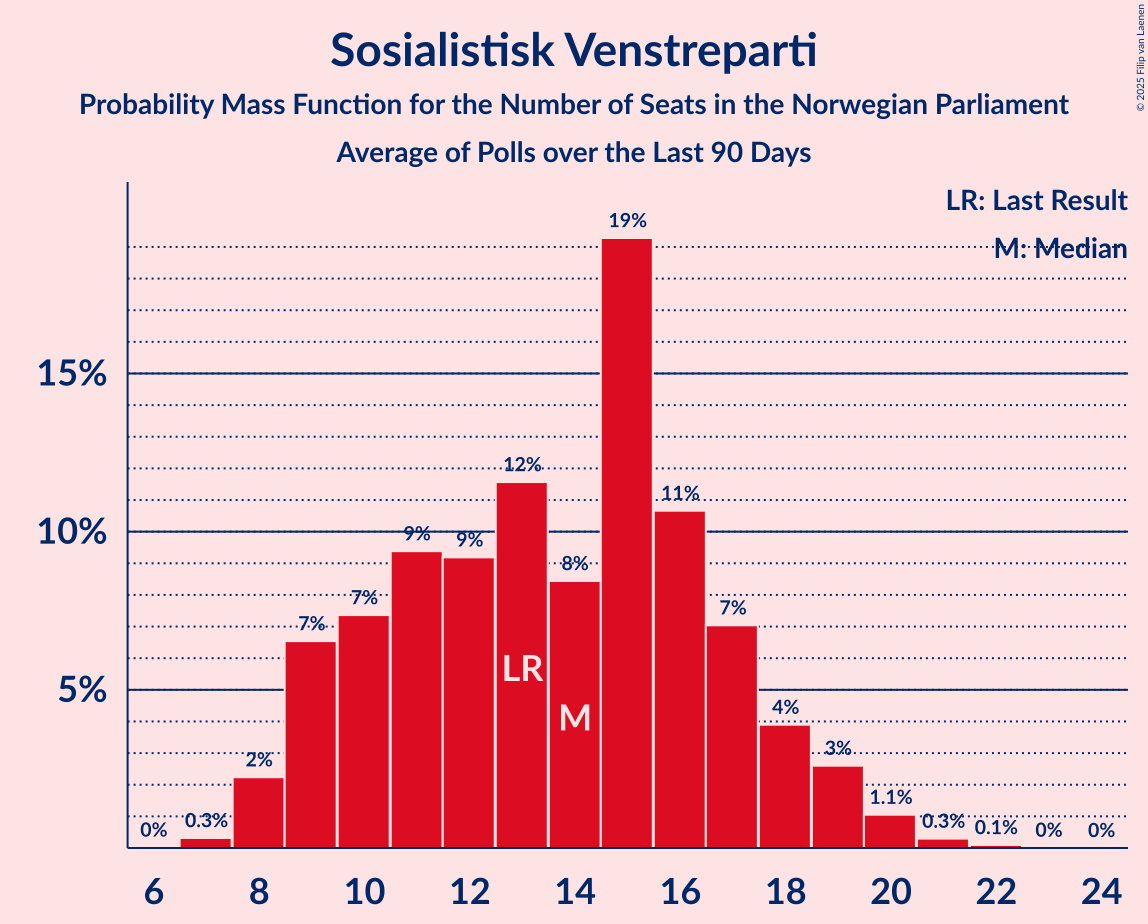 Sosialistisk Venstreparti
Probability Mass Function for the Number of Seats in the Norwegian Parliament
Average of Polls over the Last 90 Days
© 2025 Filip van Laenen
LR: Last Result
M: Median
15%
10%
5%
0%
0.3%
2%
7%
7%
9%
9%
12%
8%
19%
11%
7%
4%
3%
1.1%
0.3%
0.1%
0%
0%
LR
M
6 8 10 12 14 16 18 20 22 24